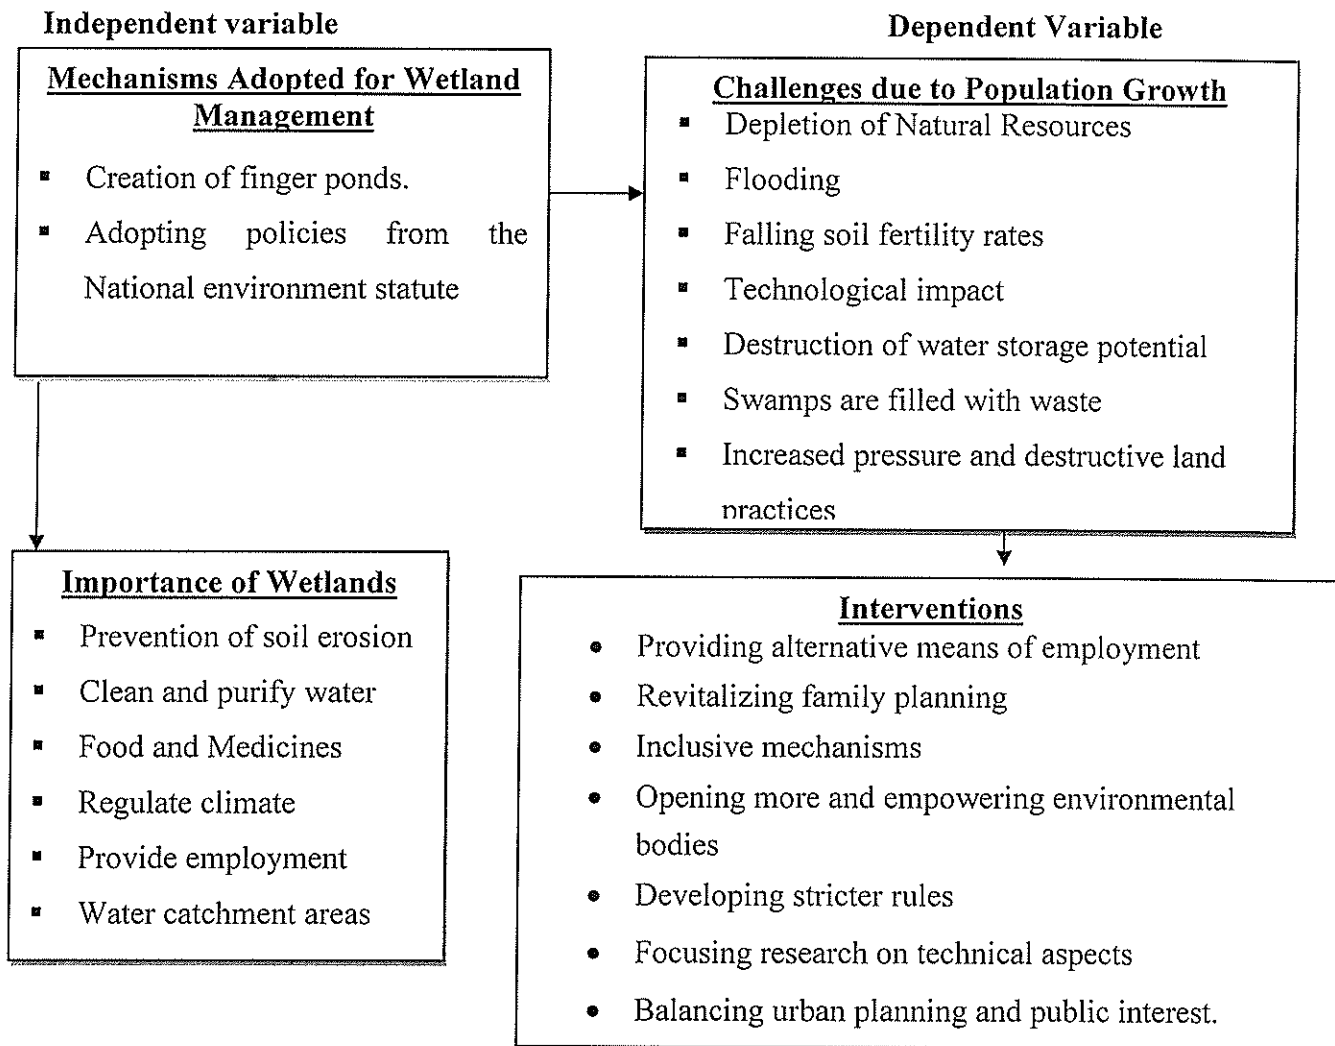 Independent variable
Mechanisms Adopted for Wetland
Management
▪ Creation of finger ponds.
▪ Adopting policies from the
National environment statute
Dependent Variable
Challenges due to Population Growth
▪ Depletion of Natural Resources
▪ Flooding
▪ Falling soil fertility rates
▪ Technological impact
▪ Destruction of water storage potential
▪ Swamps are filled with waste
▪ Increased pressure and destructive land
practices
Importance of Wetlands
▪ Prevention of soil erosion
▪ Clean and purify water
▪ Food and Medicines
▪ Regulate climate
▪ Provide employment
▪ Water catchment areas
Interventions
• Providing alternative means of employment
• Revitalizing family planning
• Inclusive mechanisms
• Opening more and empowering environmental
bodies
• Developing stricter rules
• Focusing research on technical aspects
• Balancing urban planning and public interest.